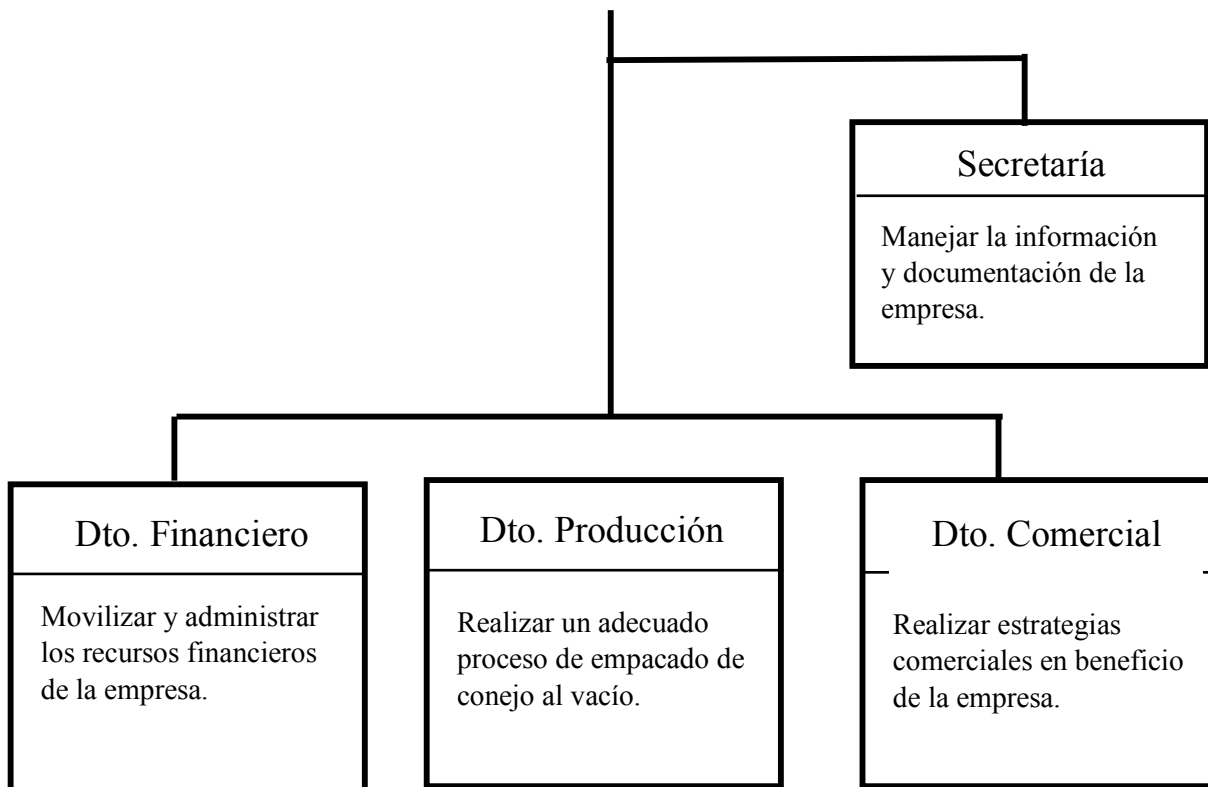 Secretaría
Manejar la información
y documentación de la
empresa.
Dto. Financiero
Movilizar y administrar
los recursos financieros
de la empresa.
Dto. Producción
Realizar un adecuado
proceso de empacado de
conejo al vacío.
Dto. Comercial
Realizar estrategias
comerciales en beneficio
de la empresa.